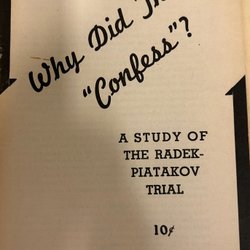 Why Did
"Confess"?
A STUDY OF
THE RADEK-
PIATAKOV
TRIAL
10¢